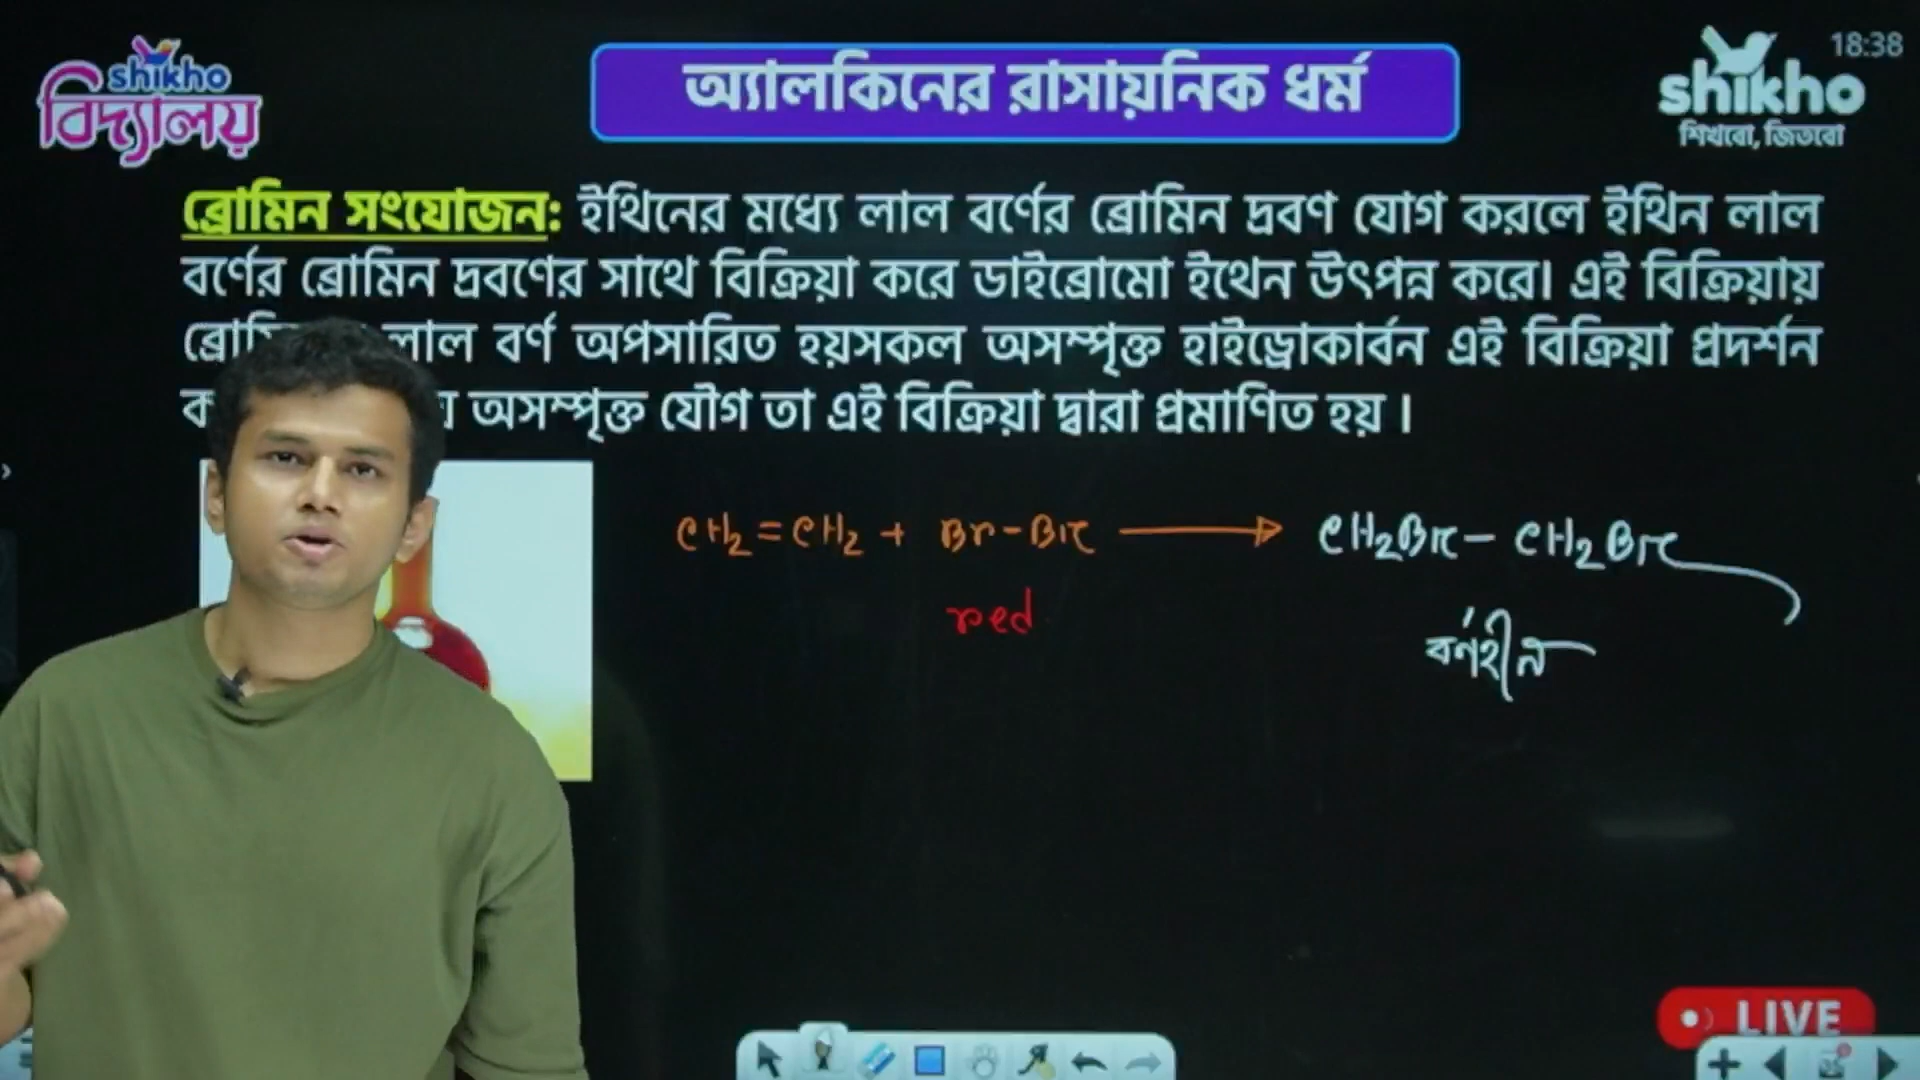 shikho
বিদ্যালয়
অ্যালকিনের রাসায়নিক ধর্ম
18:38
shikho
শিখবো, জিতবো
ব্রোমিন সংযোজন: ইথিনের মধ্যে লাল বর্ণের ব্রোমিন দ্রবণ যোগ করলে ইথিন লাল
বর্ণের ব্রোমিন দ্রবণের সাথে বিক্রিয়া করে ডাইব্রোমো ইথেন উৎপন্ন করে। এই বিক্রিয়ায়
লাল বর্ণ অপসারিত হয়সকল অসম্পৃক্ত হাইড্রোকার্বন এই বিক্রিয়া প্রদর্শন
অসম্পৃক্ত যৌগ তা এই বিক্রিয়া দ্বারা প্রমাণিত হয় ।
CH₂=CH₂ + Br-Br ⟶ CH₂Br - CH₂Br
red
বর্ণহীন
LIVE